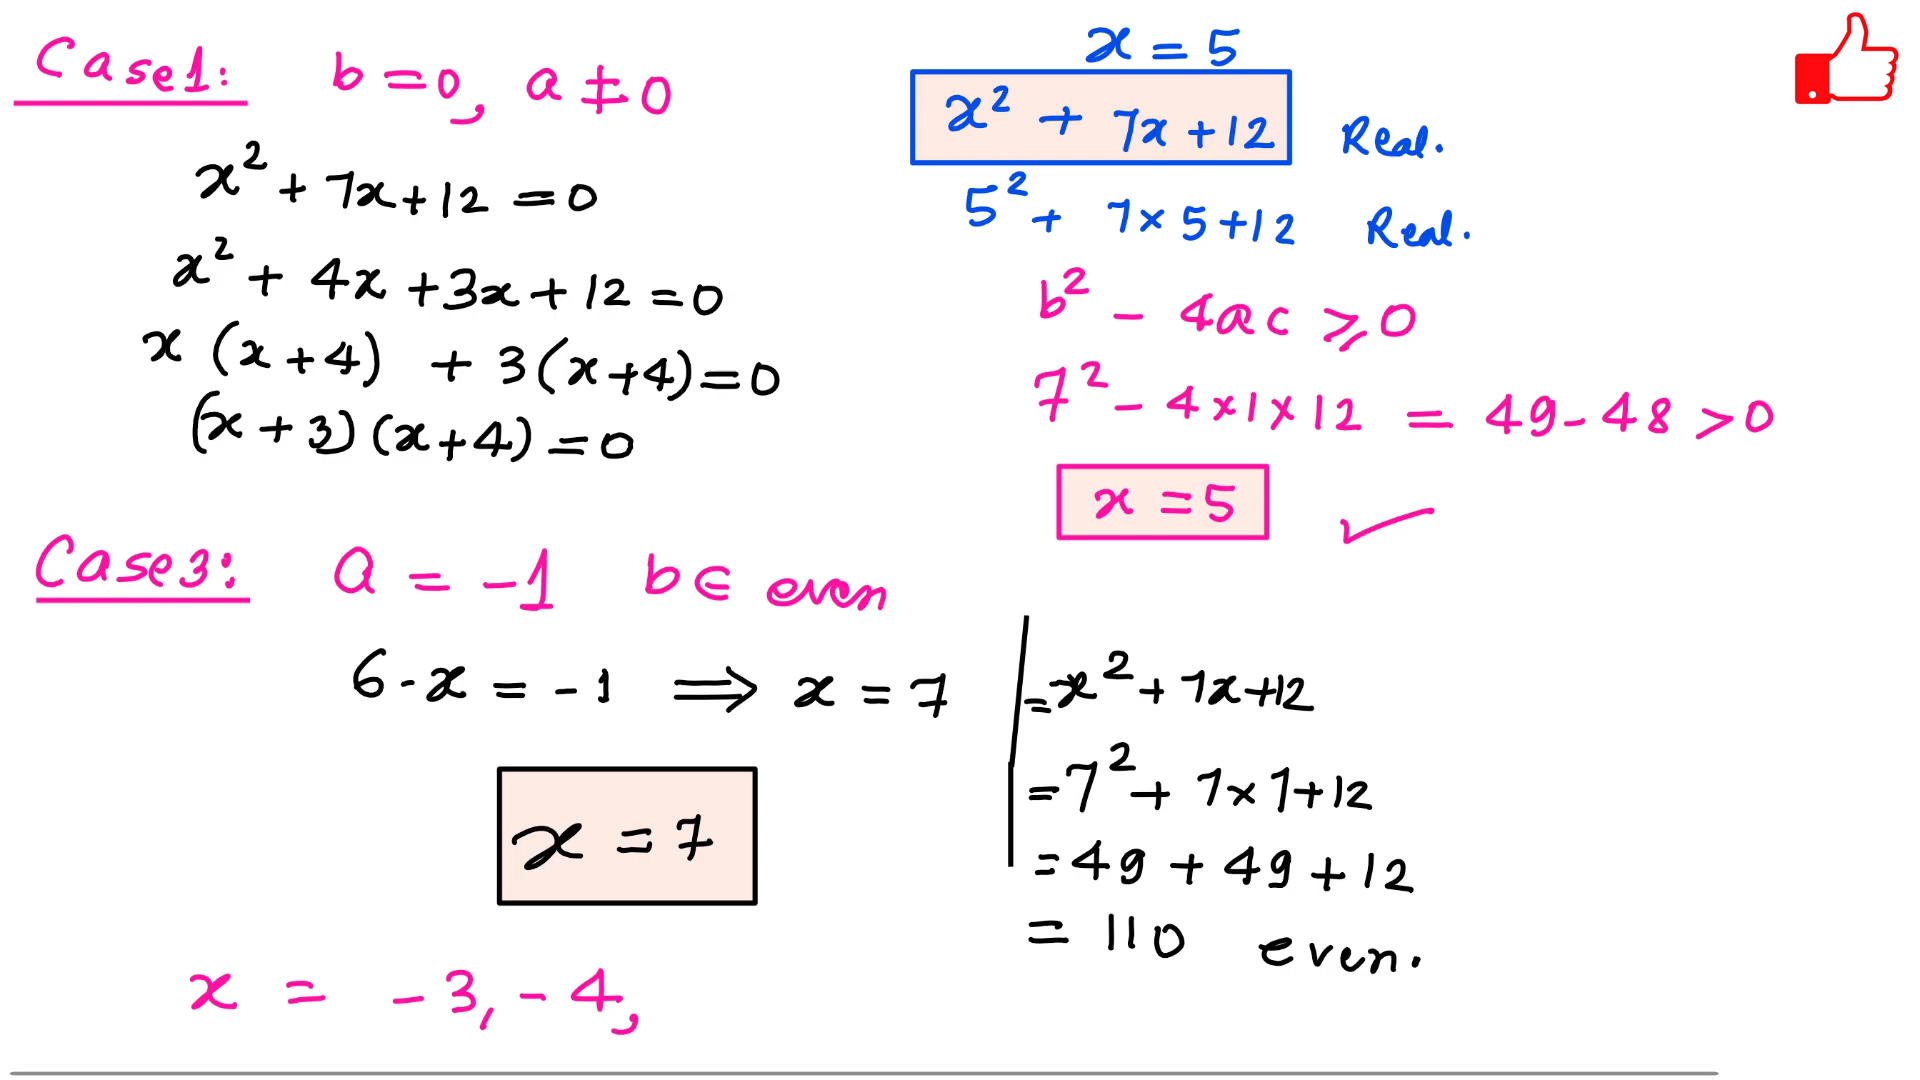 Case1: b=0, a≠0
x² + 7x+12 =0
x² + 4x +3x+12 =0
x (x+4) + 3(x+4)=0
(x+3)(x+4)=0
x = 5
x² + 7x+12 Real.
5² + 7×5+12 Real.
b² - 4ac ⩾0
7² - 4×1×12 = 49-48 >0
x = 5 ✓
Case3: a = -1 b∈ even
6-x = -1 ⟹ x = 7
x = 7
= x² + 7x+12
= 7² + 7×7+12
= 49 + 49 + 12
= 110 even.
x = -3, -4,